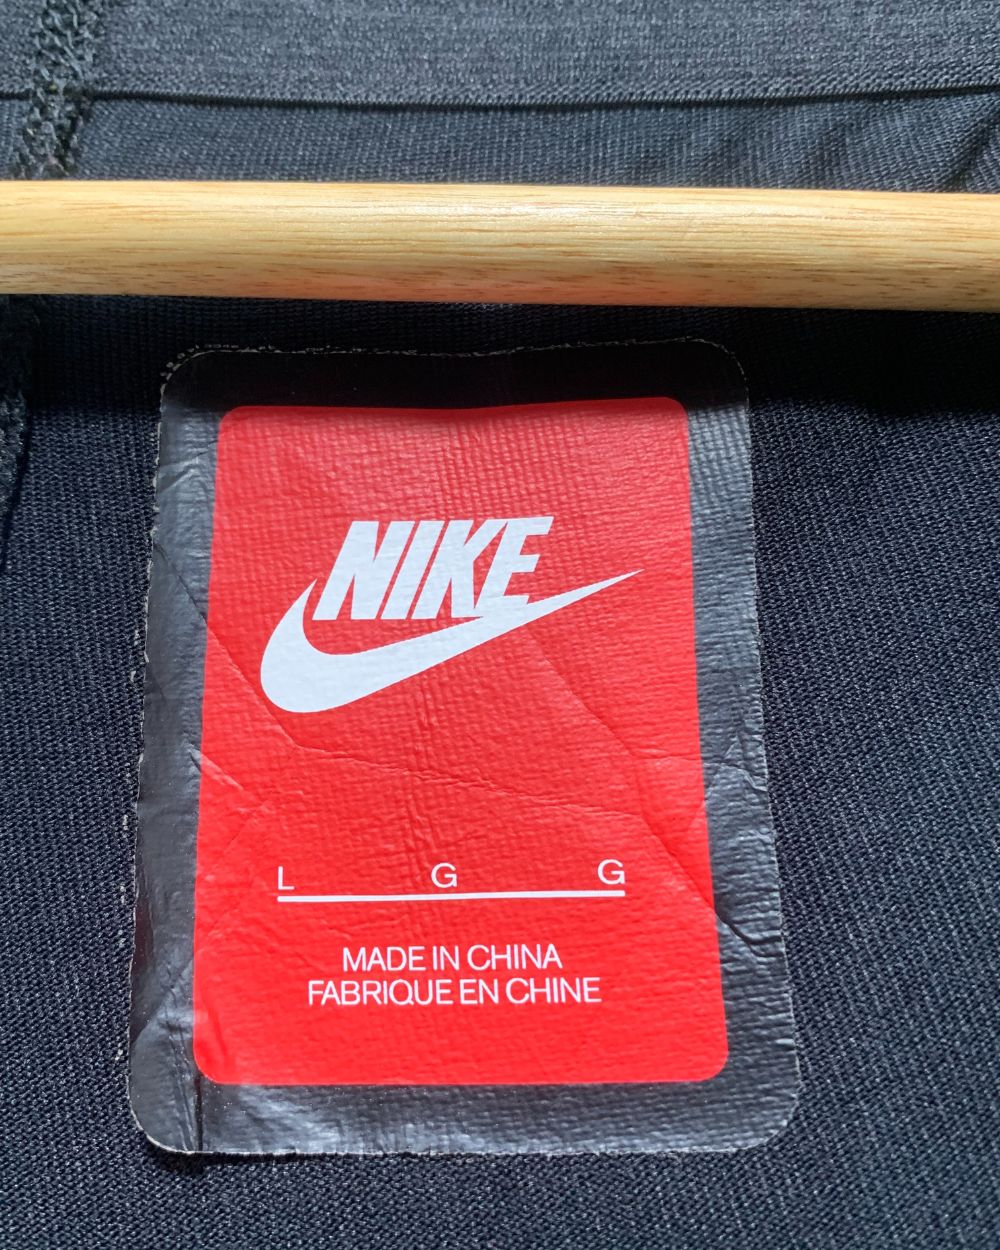 NIKE
L G G
MADE IN CHINA
FABRIQUE EN CHINE